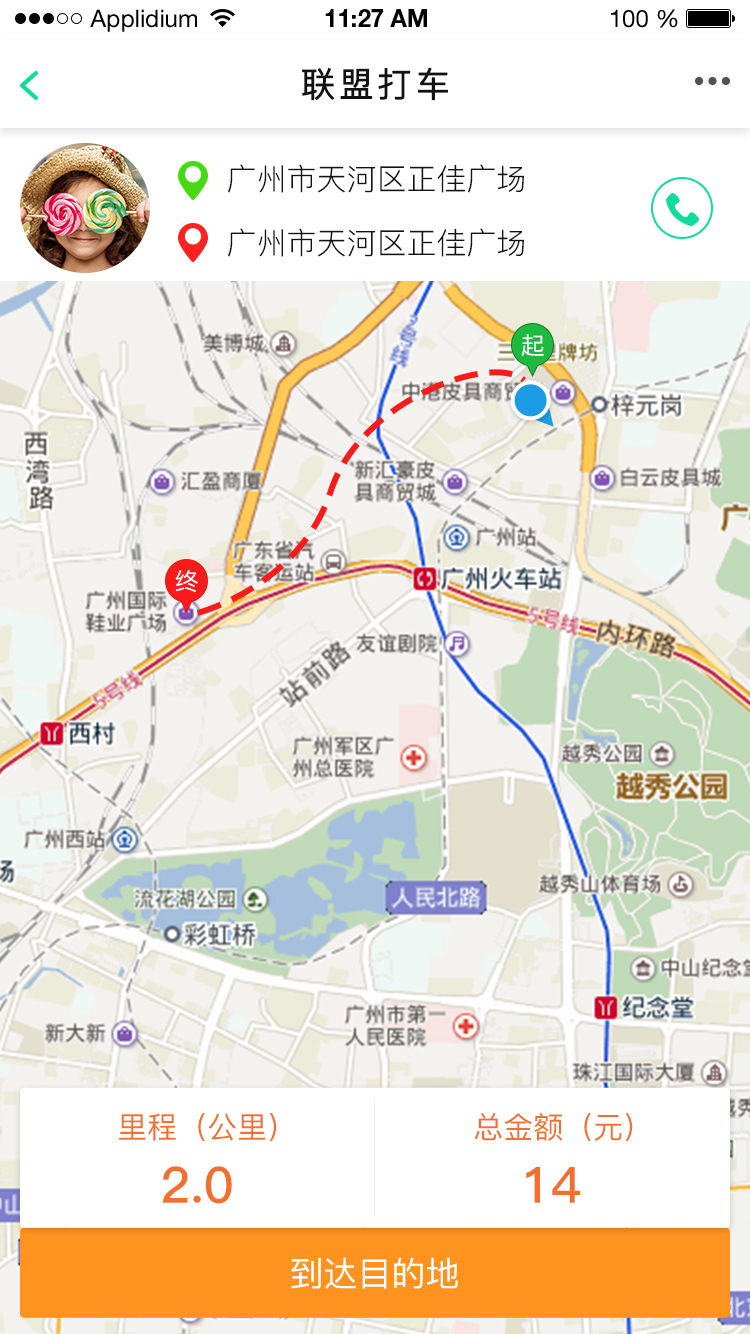 Applidium 11:27 AM 100 %
联盟打车
广州市天河区正佳广场
广州市天河区正佳广场
美博城
3号线
起
牌坊
中港皮具商贸
梓元岗
西湾路
汇盈商厦
新汇豪皮
具商贸城
白云皮具城
广州站
广东省汽
车客运站
终
广州火车站
广州国际
鞋业广场
5号线
内环路
友谊剧院
站前路
5号线
西村
广州军区广
州总医院
越秀公园
越秀公园
广州西站
场
流花湖公园
人民北路
越秀山体育场
彩虹桥
中山纪念堂
纪念堂
新大新
广州市第一
人民医院
珠江国际大厦
里程（公里）
总金额（元）
2.0
14
到达目的地